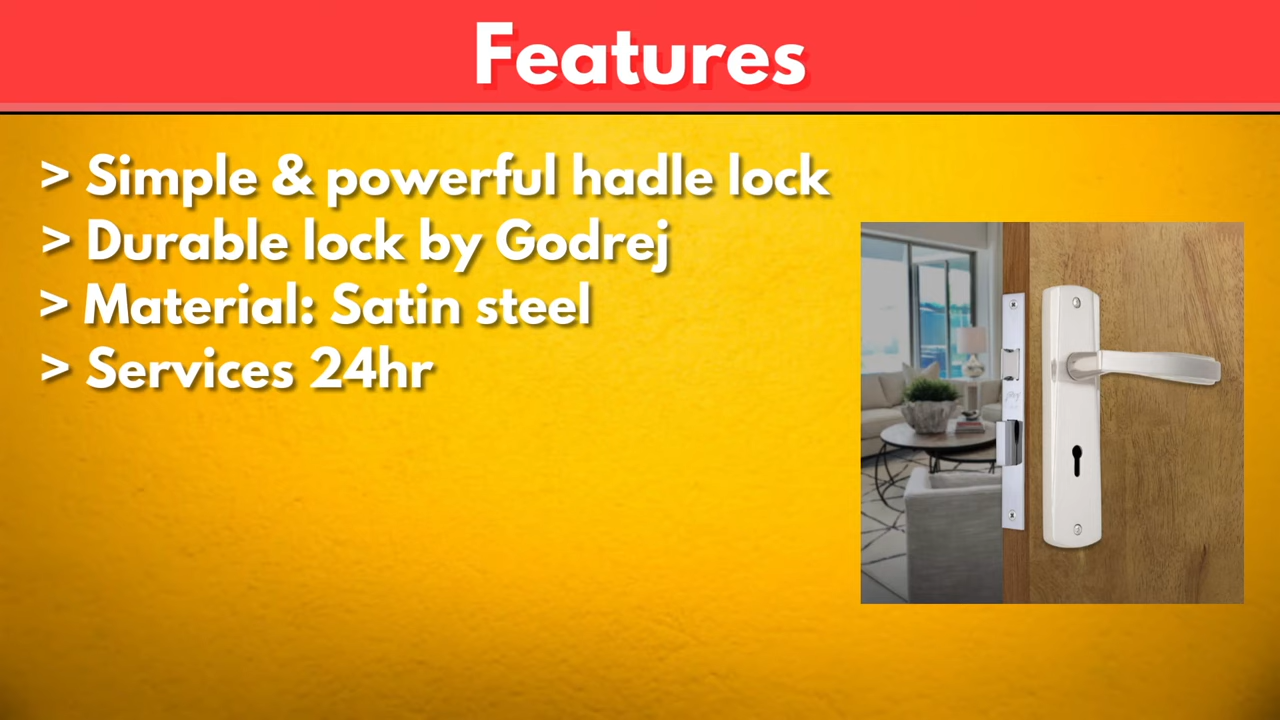 Features
> Simple & powerful hadle lock
> Durable lock by Godrej
> Material: Satin steel
> Services 24hr